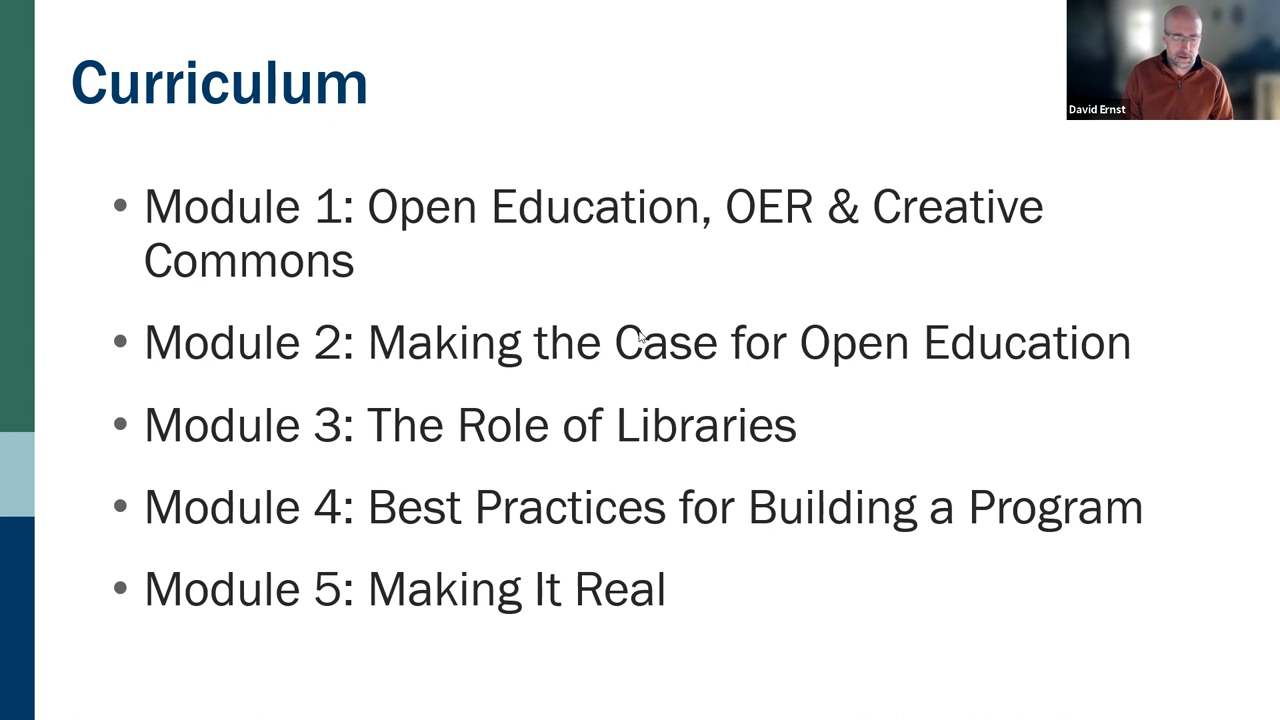 Curriculum
David Ernst
• Module 1: Open Education, OER & Creative
Commons
• Module 2: Making the Case for Open Education
• Module 3: The Role of Libraries
• Module 4: Best Practices for Building a Program
• Module 5: Making It Real